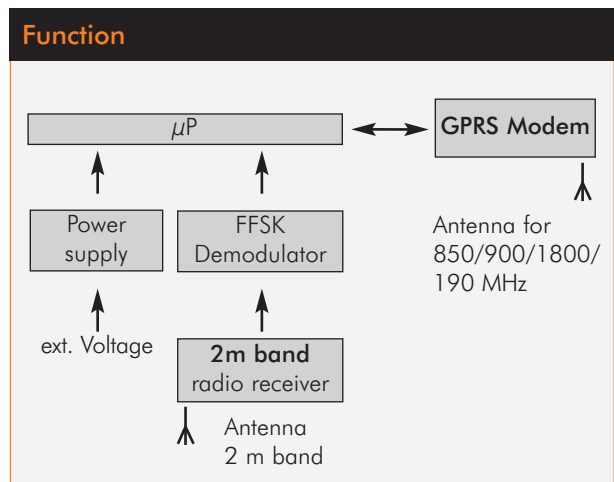 Function
µP
GPRS Modem
Power
supply
FFSK
Demodulator
Antenna for
850/900/1800/
190 MHz
ext. Voltage
2m band
radio receiver
Antenna
2 m band